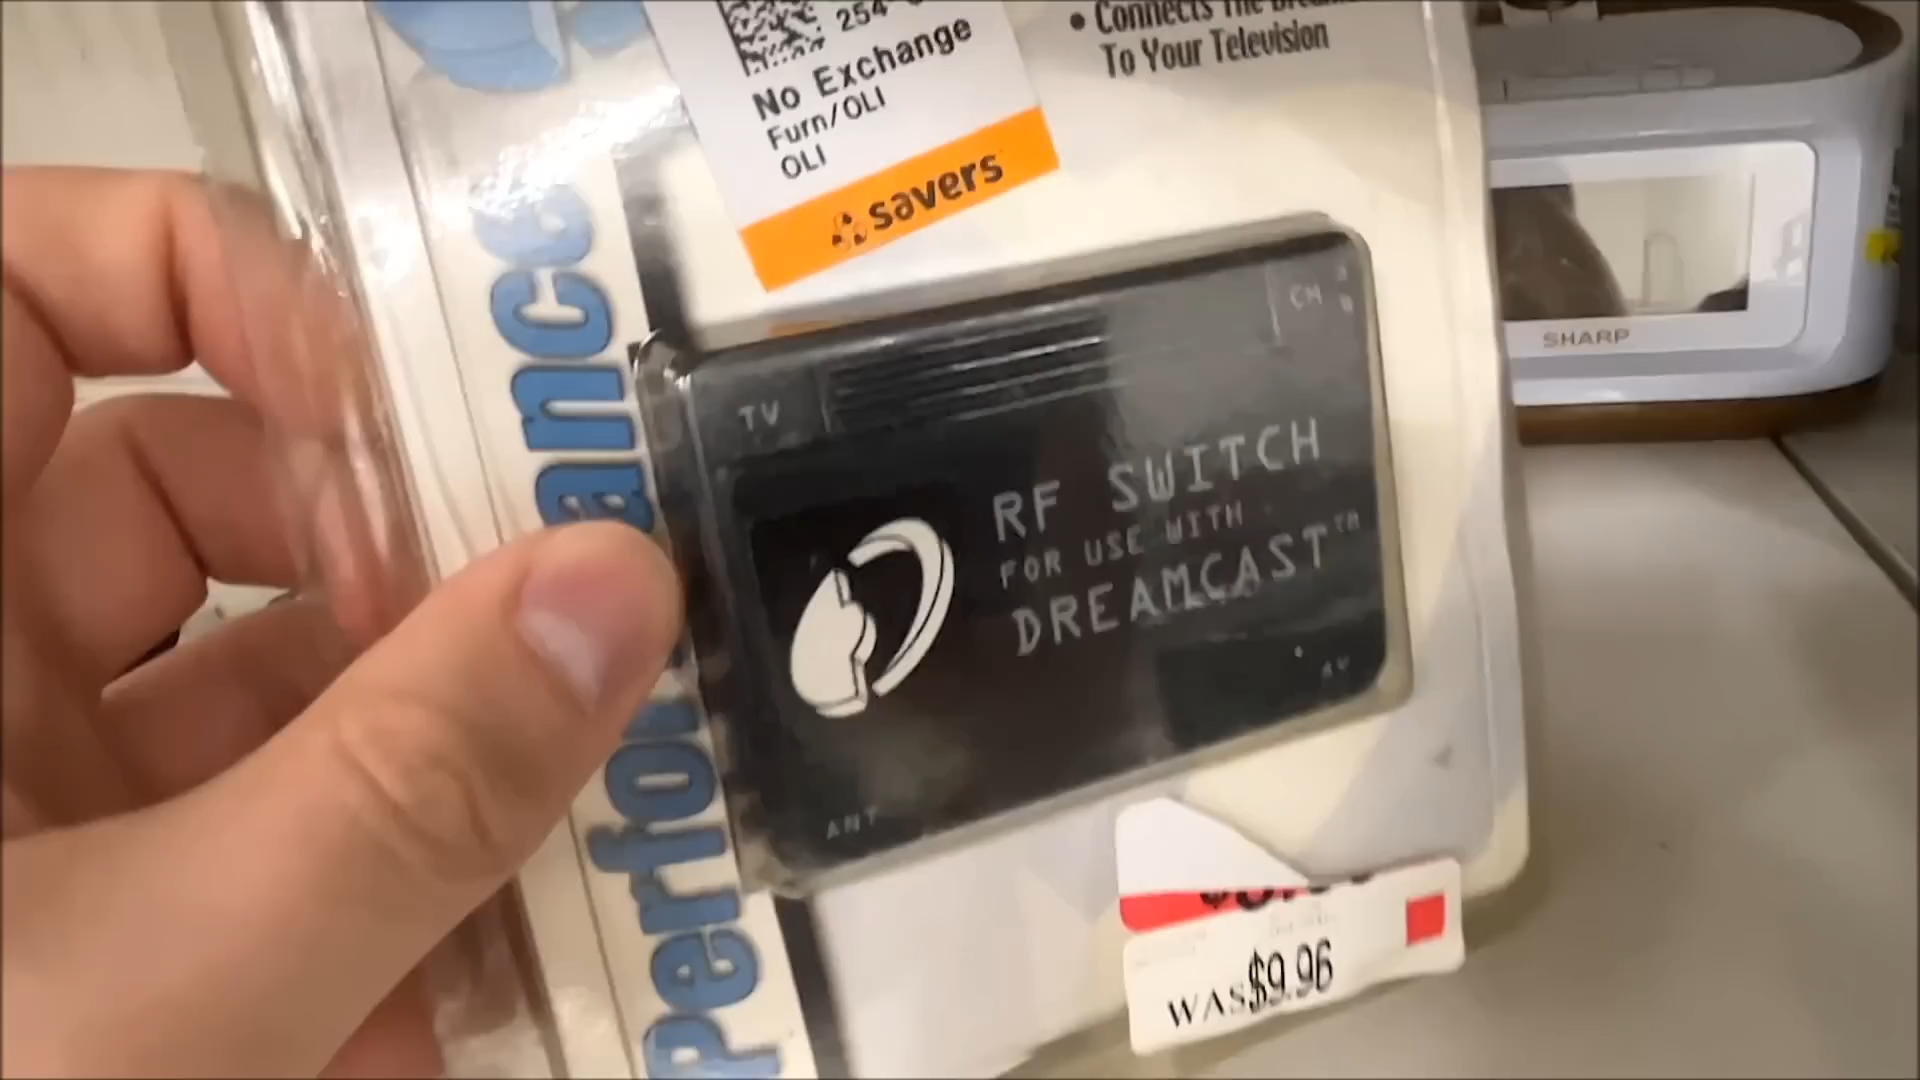 254
No Exchange
Furn/OLI
OLI
savers
• Connects The
To Your Television
SHARP
Performance
TV
CH
RF SWITCH
FOR USE WITH
DREAMCAST™
AV
ANT
WAS $9.96